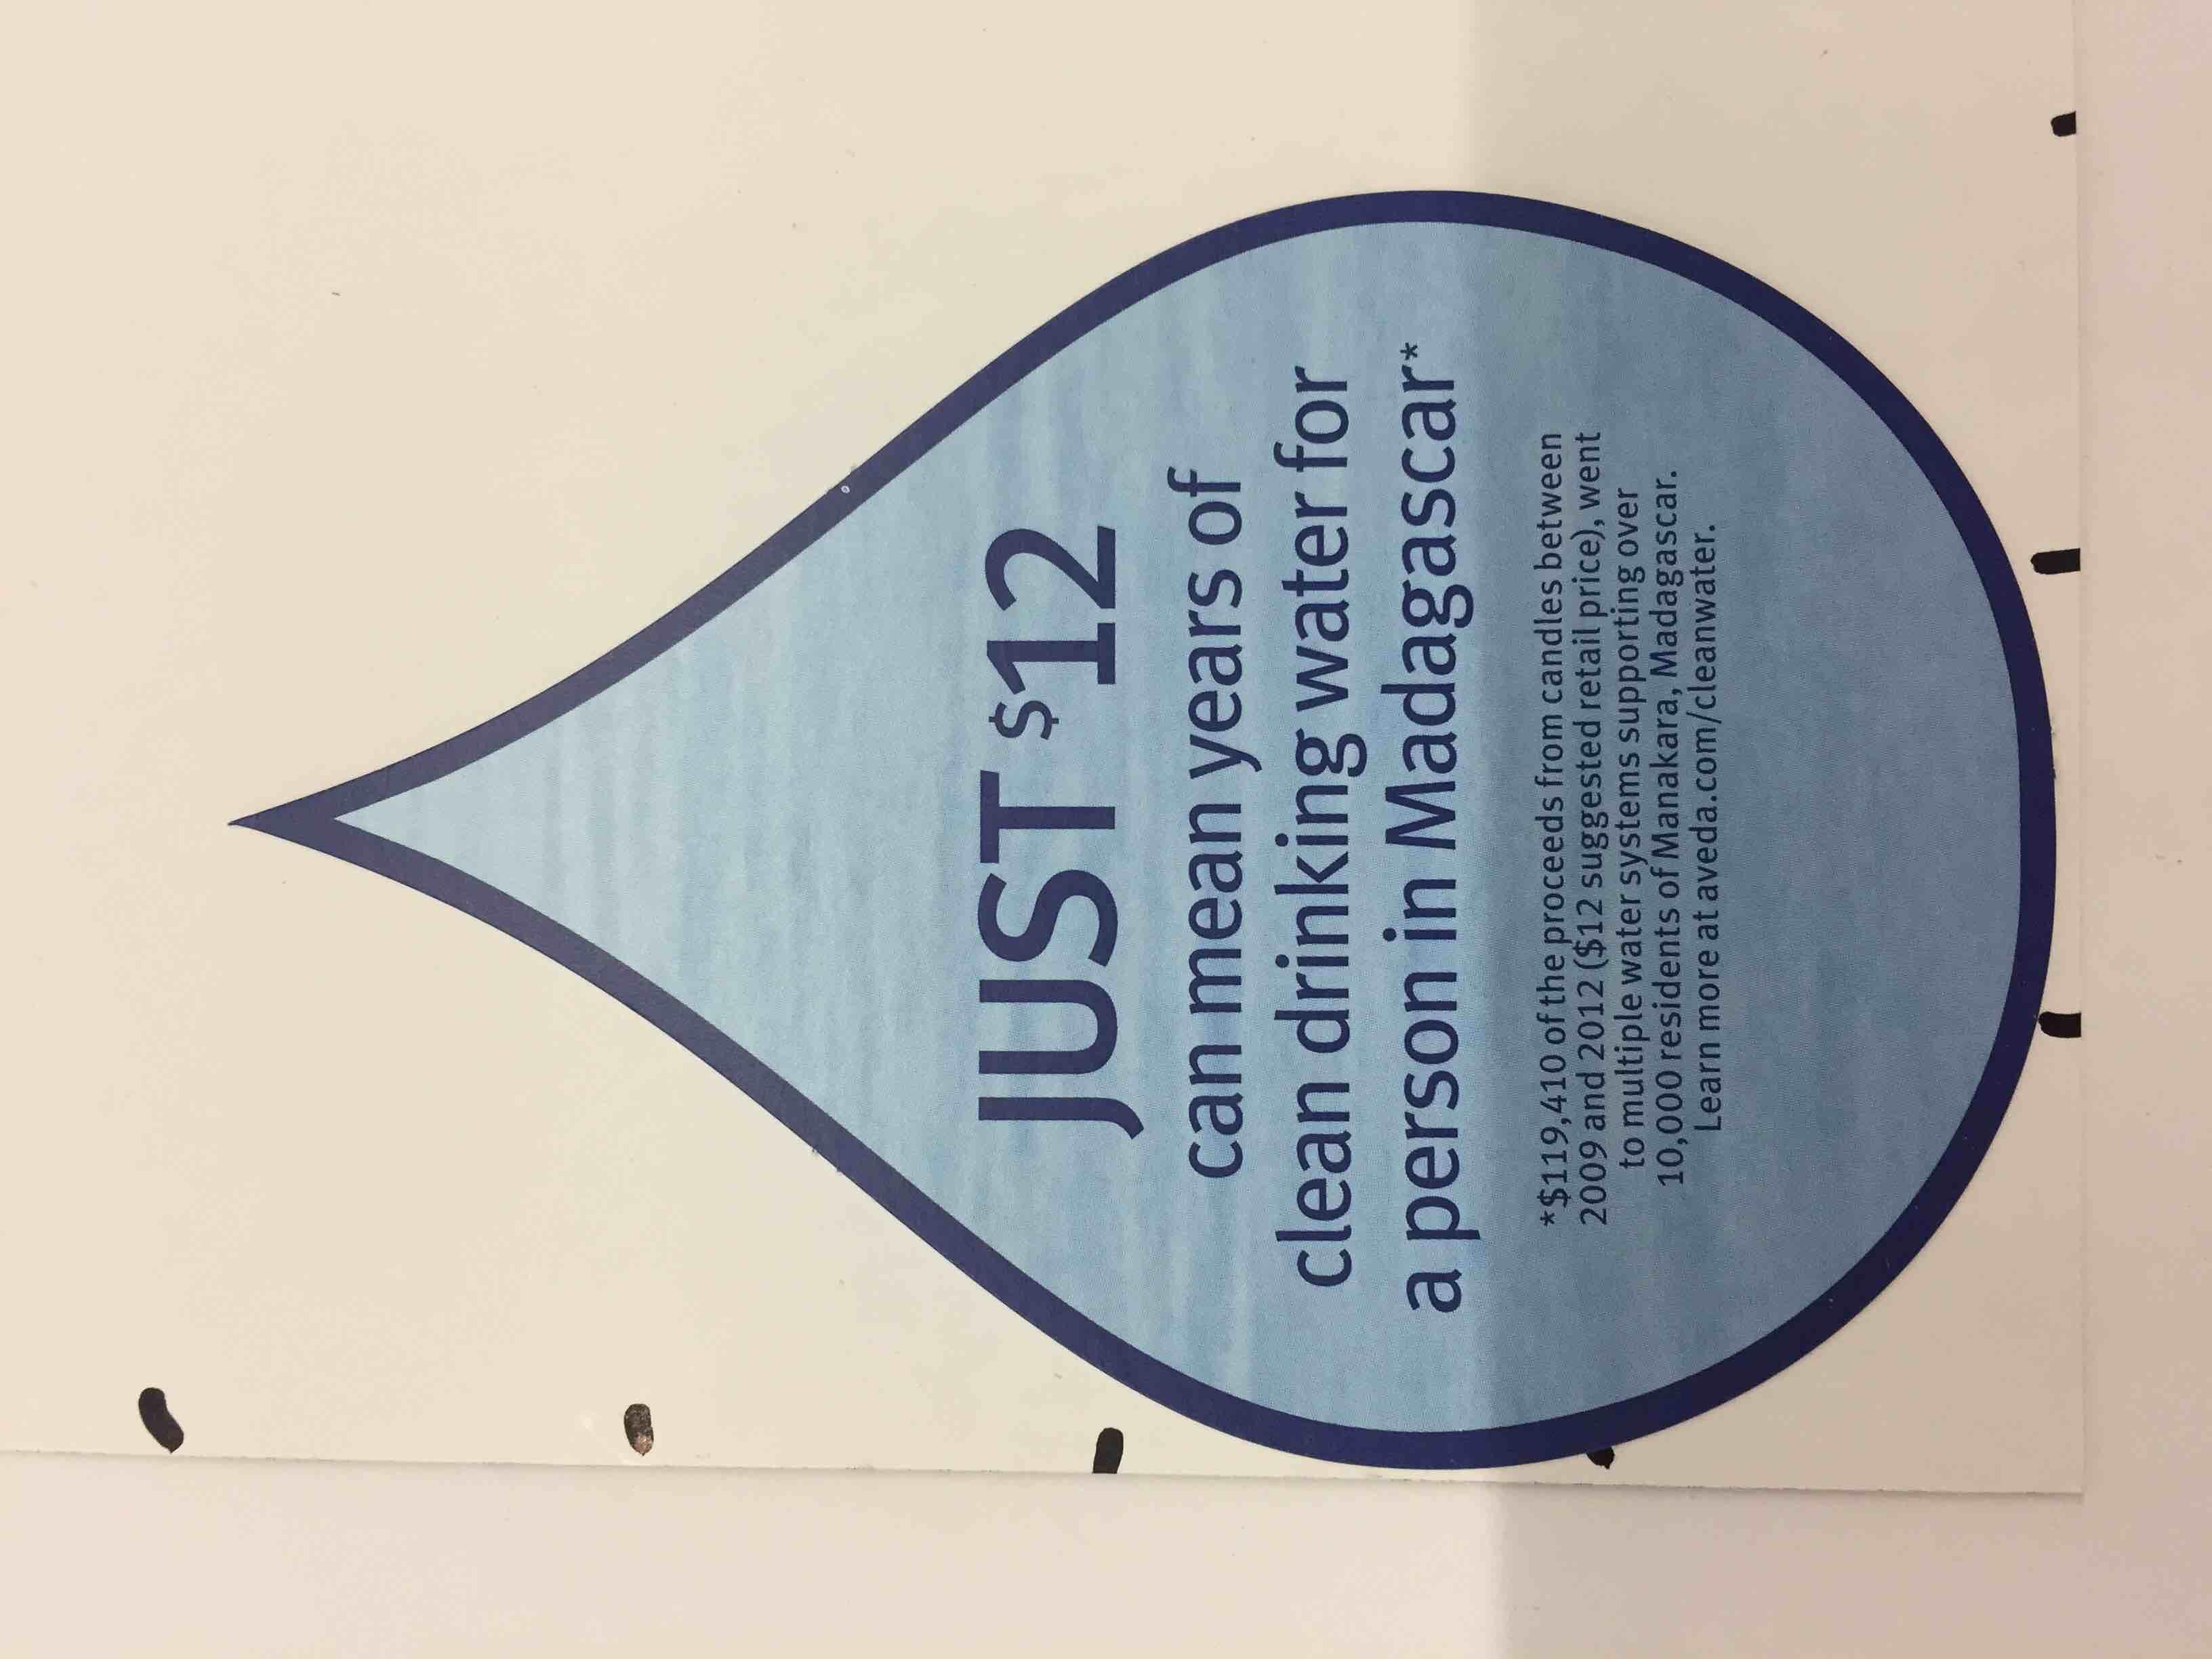 JUST $12
can mean years of
clean drinking water for
a person in Madagascar*
*$119,410 of the proceeds from candles between
2009 and 2012 ($12 suggested retail price), went
to multiple water systems supporting over
10,000 residents of Manakara, Madagascar.
Learn more at aveda.com/cleanwater.